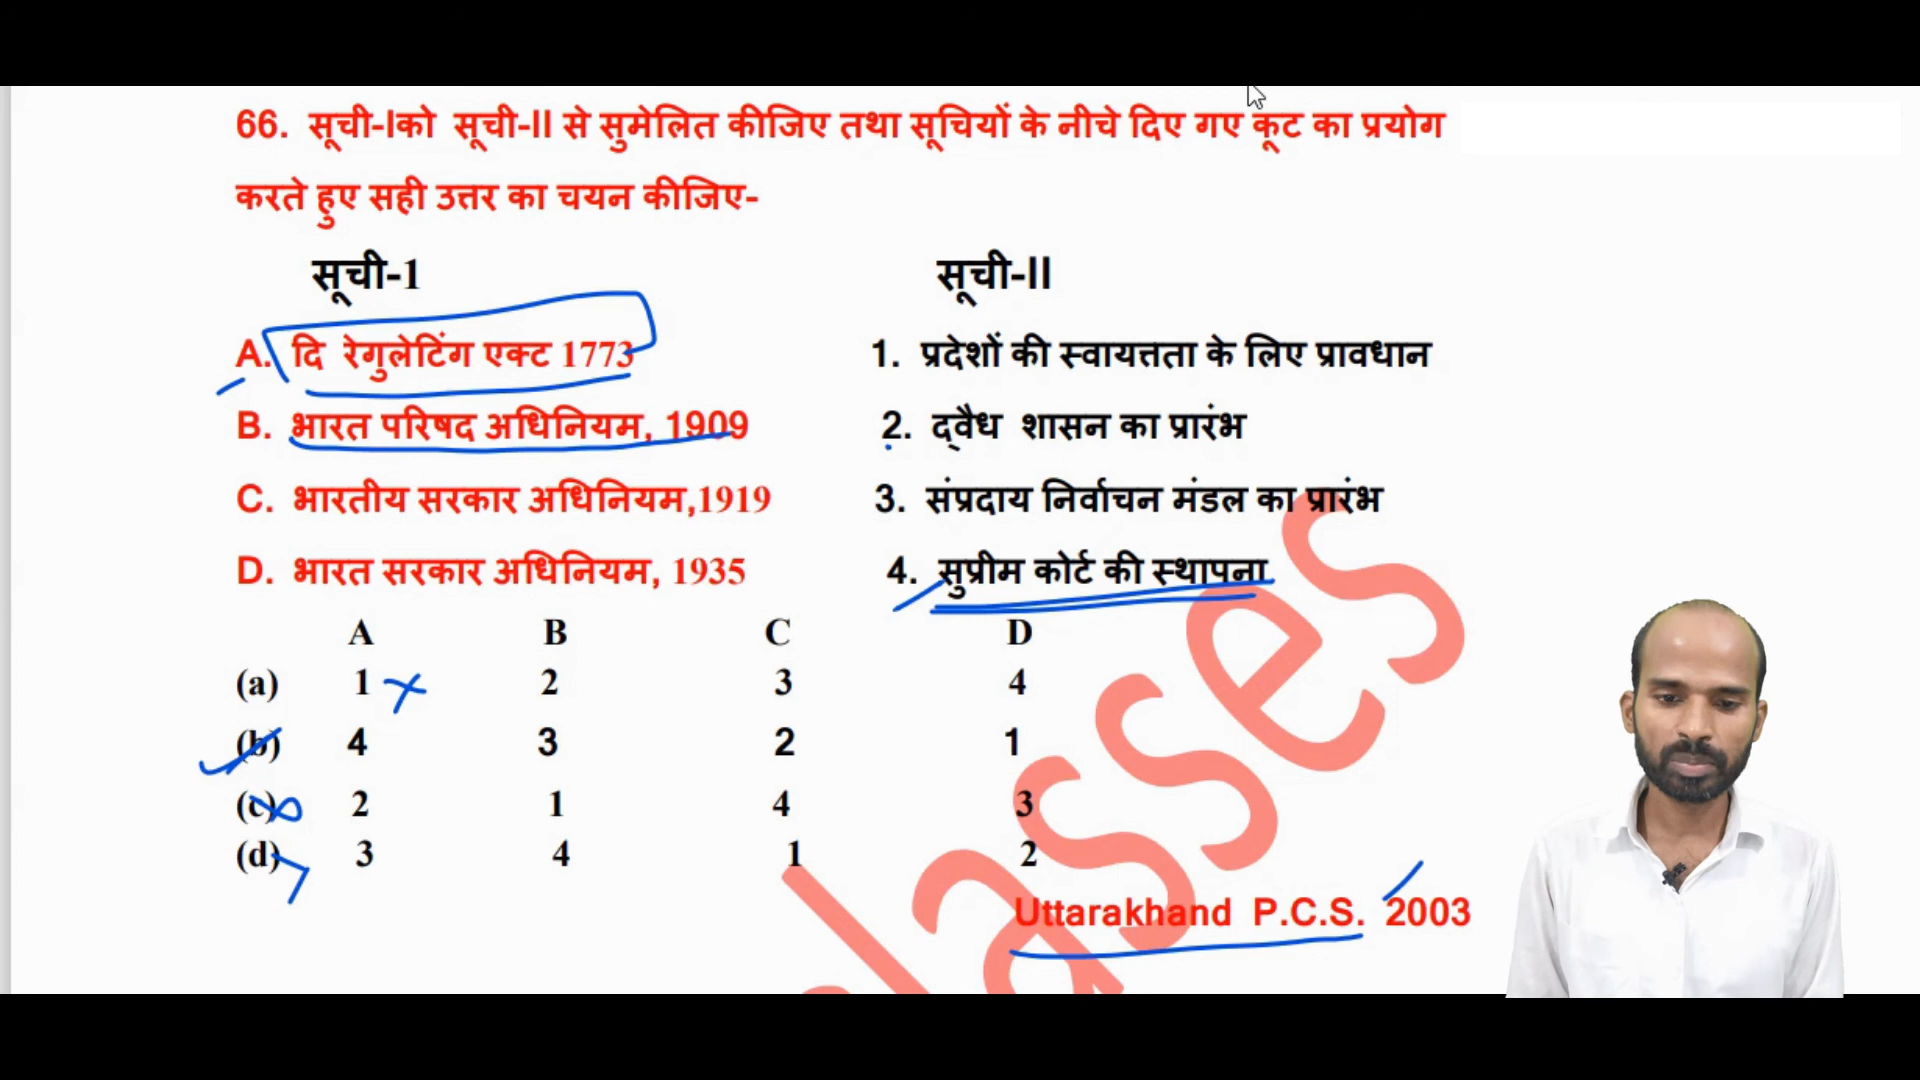 66. सूची-Iको सूची-II से सुमेलित कीजिए तथा सूचियों के नीचे दिए गए कूट का प्रयोग
करते हुए सही उत्तर का चयन कीजिए-
सूची-1 सूची-II
A. दि रेगुलेटिंग एक्ट 1773 1. प्रदेशों की स्वायत्तता के लिए प्रावधान
B. भारत परिषद अधिनियम, 1909 2. द्वैध शासन का प्रारंभ
C. भारतीय सरकार अधिनियम,1919 3. संप्रदाय निर्वाचन मंडल का प्रारंभ
D. भारत सरकार अधिनियम, 1935 4. सुप्रीम कोर्ट की स्थापना
A B C D
(a) 1 2 3 4
(b) 4 3 2 1
(c) 2 1 4 3
(d) 3 4 1 2
Uttarakhand P.C.S. 2003